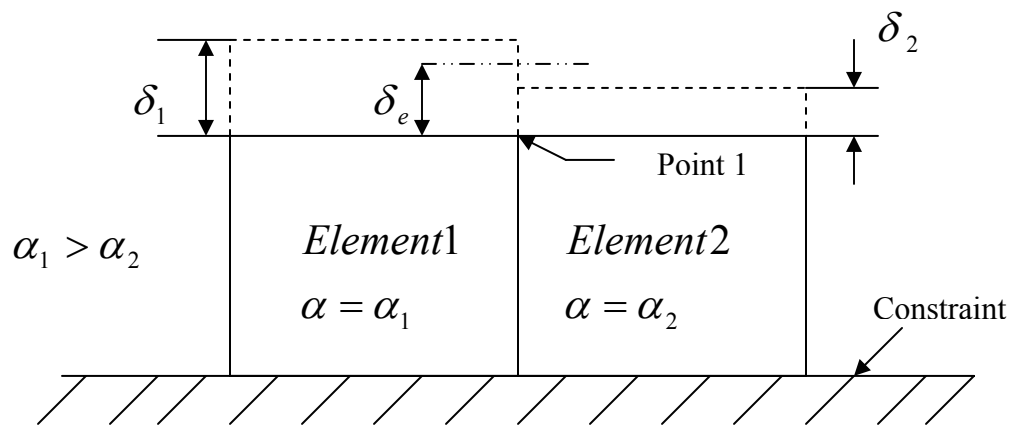 δ₂
δ₁
δₑ
Point 1
α₁ > α₂
Element1
Element2
α = α₁
α = α₂
Constraint